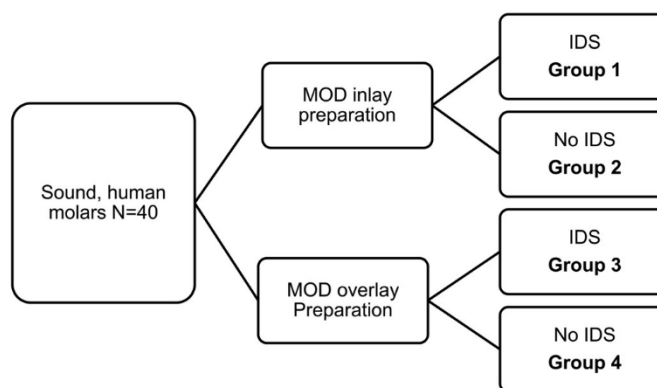 Sound, human
molars N=40
MOD inlay
preparation
MOD overlay
Preparation
IDS
Group 1
No IDS
Group 2
IDS
Group 3
No IDS
Group 4